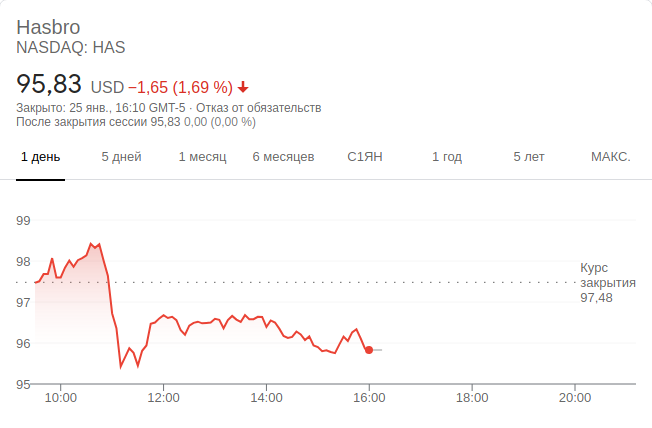 Hasbro
NASDAQ: HAS
95,83 USD −1,65 (1,69 %)
Закрыто: 25 янв., 16:10 GMT-5 · Отказ от обязательств
После закрытия сессии 95,83 0,00 (0,00 %)
1 день 5 дней 1 месяц 6 месяцев С1ЯН 1 год 5 лет МАКС.
99
98
Курс
закрытия
97,48
97
96
95
10:00 12:00 14:00 16:00 18:00 20:00